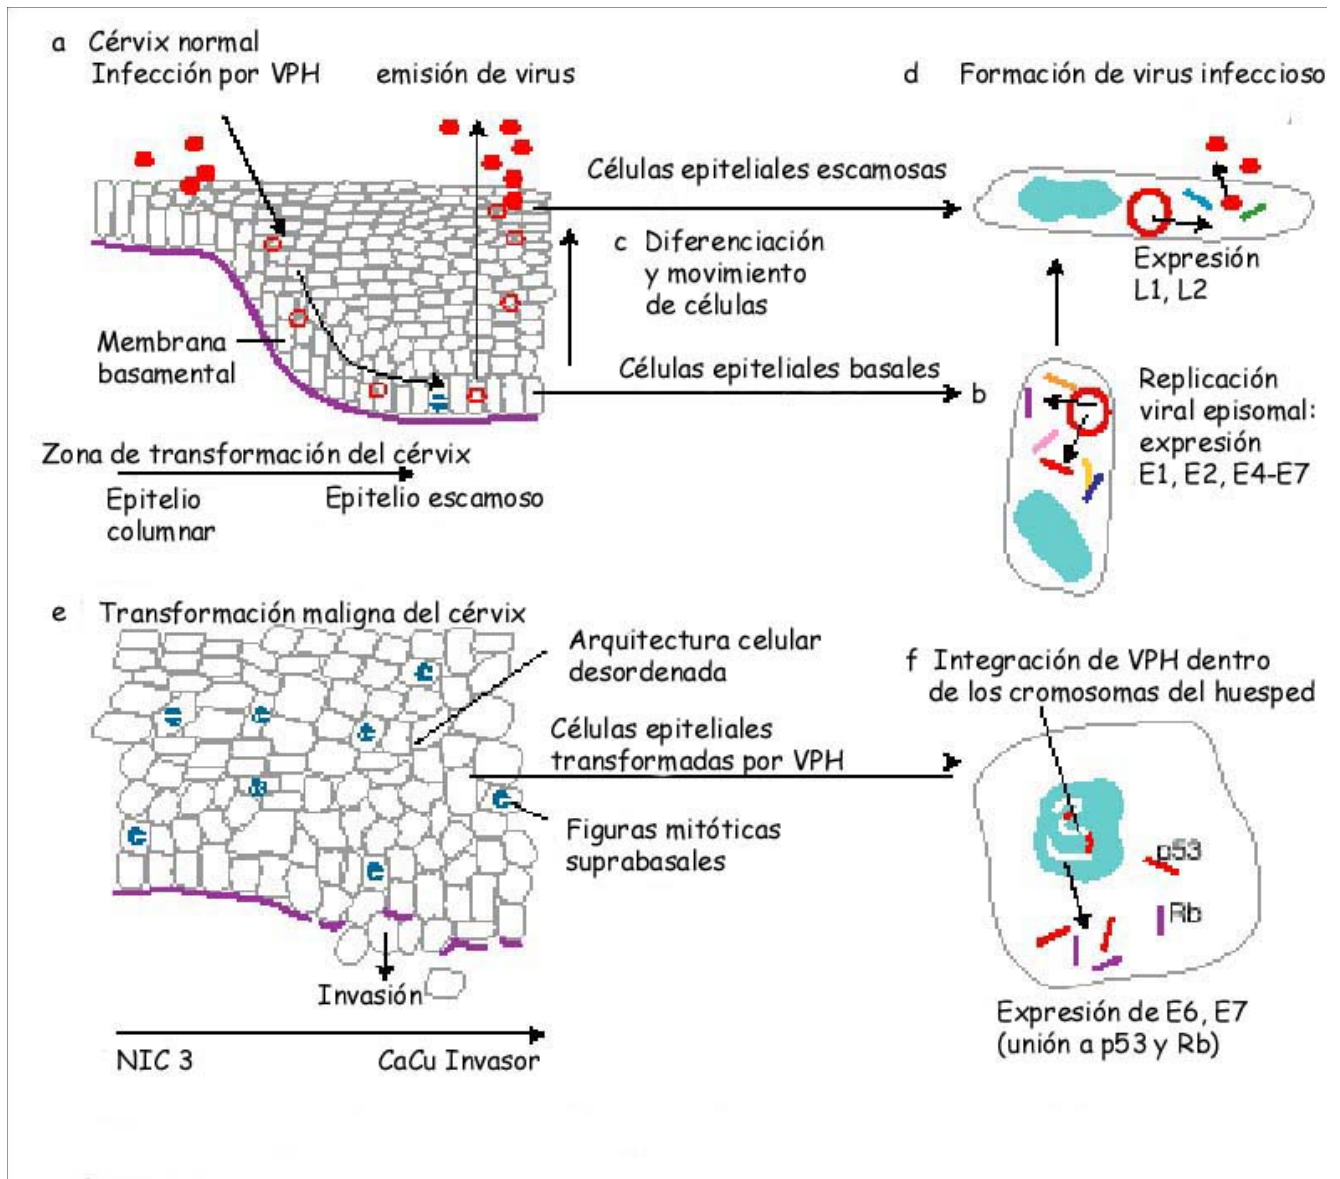 a Cérvix normal
Infección por VPH
emisión de virus
Células epiteliales escamosas
c Diferenciación
y movimiento
de células
Membrana
basamental
Células epiteliales basales
Zona de transformación del cérvix
Epitelio
columnar
Epitelio escamoso
d Formación de virus infeccioso
Expresión
L1, L2
b
Replicación
viral episomal:
expresión
E1, E2, E4-E7
e Transformación maligna del cérvix
Arquitectura celular
desordenada
Células epiteliales
transformadas por VPH
Figuras mitóticas
suprabasales
Invasión
NIC 3
CaCu Invasor
f Integración de VPH dentro
de los cromosomas del huesped
p53
Rb
Expresión de E6, E7
(unión a p53 y Rb)